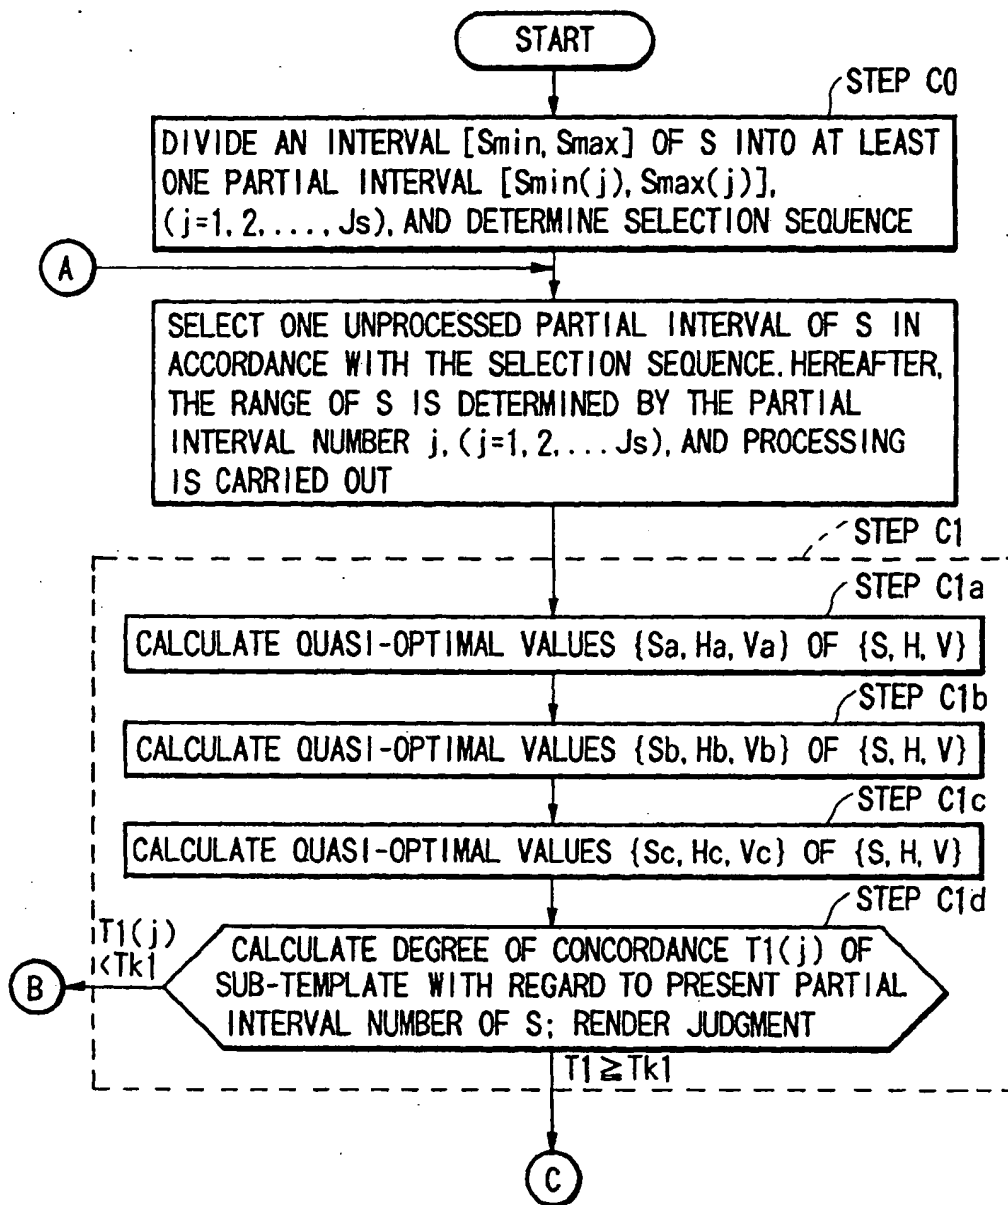 START
STEP C0
DIVIDE AN INTERVAL [Smin, Smax] OF S INTO AT LEAST
ONE PARTIAL INTERVAL [Smin(j), Smax(j)],
(j=1, 2, ..., Js), AND DETERMINE SELECTION SEQUENCE
A
SELECT ONE UNPROCESSED PARTIAL INTERVAL OF S IN
ACCORDANCE WITH THE SELECTION SEQUENCE. HEREAFTER,
THE RANGE OF S IS DETERMINED BY THE PARTIAL
INTERVAL NUMBER j, (j=1, 2, ... Js), AND PROCESSING
IS CARRIED OUT
STEP C1
STEP C1a
CALCULATE QUASI-OPTIMAL VALUES {Sa, Ha, Va} OF {S, H, V}
STEP C1b
CALCULATE QUASI-OPTIMAL VALUES {Sb, Hb, Vb} OF {S, H, V}
STEP C1c
CALCULATE QUASI-OPTIMAL VALUES {Sc, Hc, Vc} OF {S, H, V}
STEP C1d
T1(j)
<Tk1
B
CALCULATE DEGREE OF CONCORDANCE T1(j) OF
SUB-TEMPLATE WITH REGARD TO PRESENT PARTIAL
INTERVAL NUMBER OF S; RENDER JUDGMENT
T1≧Tk1
C